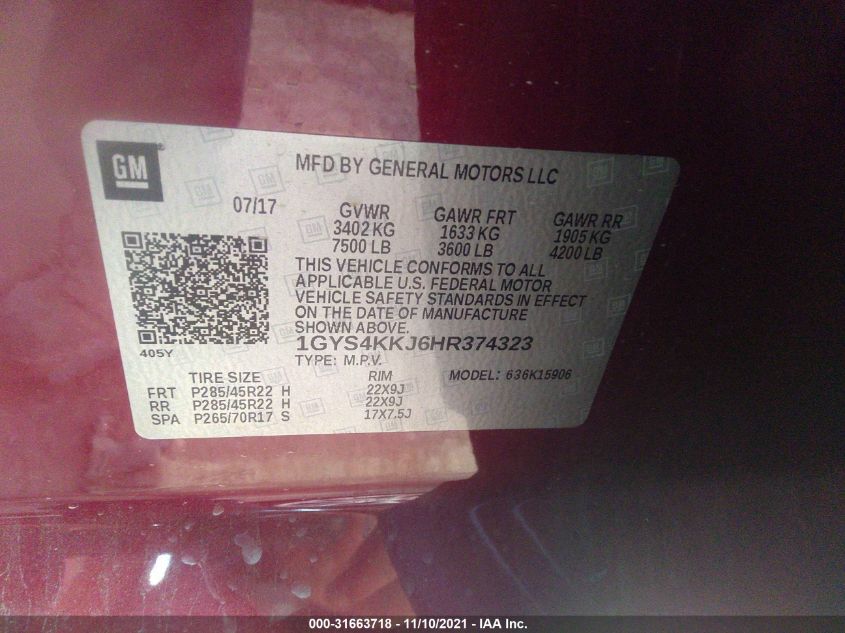 GM
MFD BY GENERAL MOTORS LLC
07/17
GVWR GAWR FRT GAWR RR
3402 KG 1633 KG 1905 KG
7500 LB 3600 LB 4200 LB
THIS VEHICLE CONFORMS TO ALL
APPLICABLE U.S. FEDERAL MOTOR
VEHICLE SAFETY STANDARDS IN EFFECT
ON THE DATE OF MANUFACTURE
SHOWN ABOVE.
405Y
1GYS4KKJ6HR374323
TYPE: M.P.V.
TIRE SIZE RIM MODEL: 636K15906
FRT P285/45R22 H 22X9J
RR P285/45R22 H 22X9J
SPA P265/70R17 S 17X7.5J
000-31663718 - 11/10/2021 - IAA Inc.